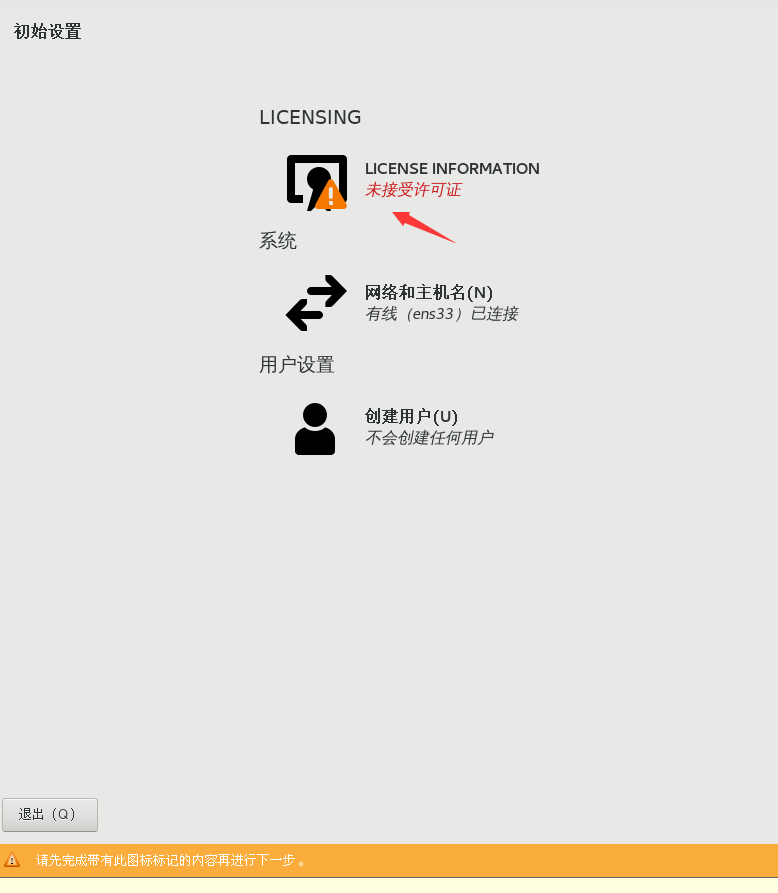 初始设置
LICENSING
LICENSE INFORMATION
未接受许可证
系统
网络和主机名(N)
有线（ens33）已连接
用户设置
创建用户(U)
不会创建任何用户
退出（Q）
请先完成带有此图标标记的内容再进行下一步。